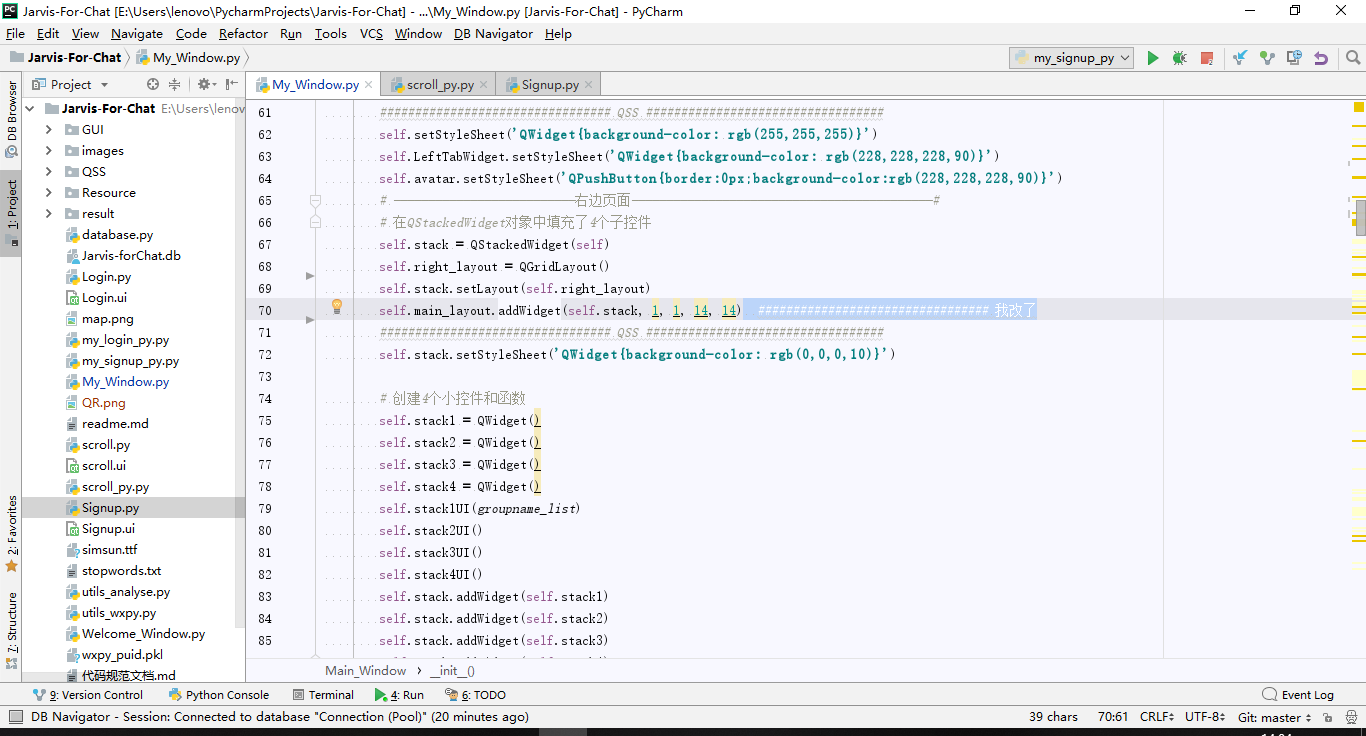 Jarvis-For-Chat [E:\Users\lenovo\PycharmProjects\Jarvis-For-Chat] - ...\My_Window.py [Jarvis-For-Chat] - PyCharm
File Edit View Navigate Code Refactor Run Tools VCS Window DB Navigator Help
Jarvis-For-Chat My_Window.py my_signup_py
DB Browser
1: Project
2: Favorites
7: Structure
Project
Jarvis-For-Chat E:\Users\lenov
GUI
images
QSS
Resource
result
database.py
Jarvis-forChat.db
Login.py
Login.ui
map.png
my_login_py.py
my_signup_py.py
My_Window.py
QR.png
readme.md
scroll.py
scroll.ui
scroll_py.py
Signup.py
Signup.ui
simsun.ttf
stopwords.txt
utils_analyse.py
utils_wxpy.py
Welcome_Window.py
wxpy_puid.pkl
代码规范文档.md
My_Window.py scroll_py.py Signup.py
61 ################################# QSS ##################################
62 self.setStyleSheet('QWidget{background-color: rgb(255,255,255)}')
63 self.LeftTabWidget.setStyleSheet('QWidget{background-color: rgb(228,228,228,90)}')
64 self.avatar.setStyleSheet('QPushButton{border:0px;background-color:rgb(228,228,228,90)}')
65 # ——————————————右边页面———————————————————————#
66 # 在QStackedWidget对象中填充了4个子控件
67 self.stack = QStackedWidget(self)
68 self.right_layout = QGridLayout()
69 self.stack.setLayout(self.right_layout)
70 self.main_layout.addWidget(self.stack, 1, 1, 14, 14) ################################# 我改了
71 ################################# QSS ##################################
72 self.stack.setStyleSheet('QWidget{background-color: rgb(0,0,0,10)}')
73
74 # 创建4个小控件和函数
75 self.stack1 = QWidget()
76 self.stack2 = QWidget()
77 self.stack3 = QWidget()
78 self.stack4 = QWidget()
79 self.stack1UI(groupname_list)
80 self.stack2UI()
81 self.stack3UI()
82 self.stack4UI()
83 self.stack.addWidget(self.stack1)
84 self.stack.addWidget(self.stack2)
85 self.stack.addWidget(self.stack3)
Main_Window › __init__()
9: Version Control Python Console Terminal 4: Run 6: TODO Event Log
DB Navigator - Session: Connected to database "Connection (Pool)" (20 minutes ago) 39 chars 70:61 CRLF UTF-8 Git: master